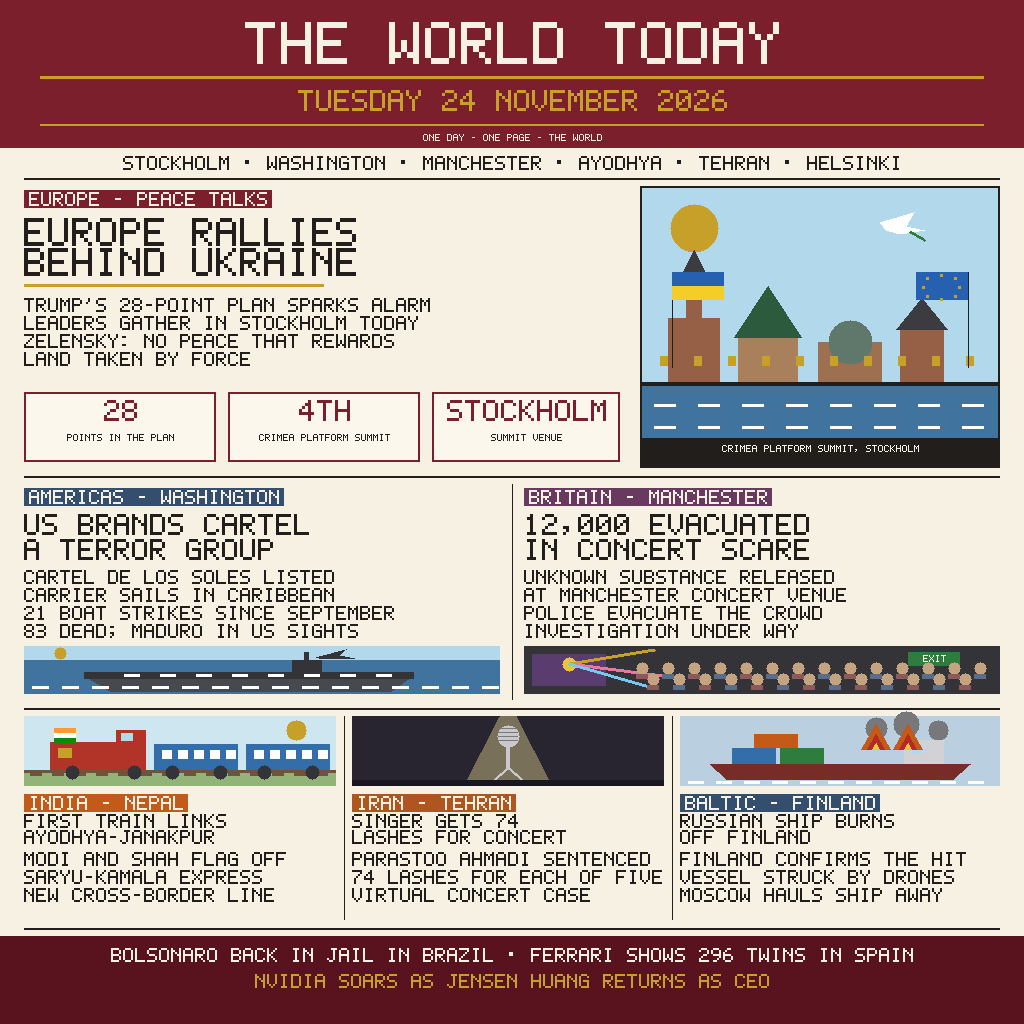 THE WORLD TODAY
TUESDAY 24 NOVEMBER 2026
ONE DAY - ONE PAGE - THE WORLD
STOCKHOLM • WASHINGTON • MANCHESTER • AYODHYA • TEHRAN • HELSINKI
EUROPE - PEACE TALKS
EUROPE RALLIES
BEHIND UKRAINE
TRUMP'S 28-POINT PLAN SPARKS ALARM
LEADERS GATHER IN STOCKHOLM TODAY
ZELENSKY: NO PEACE THAT REWARDS
LAND TAKEN BY FORCE
28
POINTS IN THE PLAN
4TH
CRIMEA PLATFORM SUMMIT
STOCKHOLM
SUMMIT VENUE
CRIMEA PLATFORM SUMMIT, STOCKHOLM
AMERICAS - WASHINGTON
US BRANDS CARTEL
A TERROR GROUP
CARTEL DE LOS SOLES LISTED
CARRIER SAILS IN CARIBBEAN
21 BOAT STRIKES SINCE SEPTEMBER
83 DEAD; MADURO IN US SIGHTS
BRITAIN - MANCHESTER
12,000 EVACUATED
IN CONCERT SCARE
UNKNOWN SUBSTANCE RELEASED
AT MANCHESTER CONCERT VENUE
POLICE EVACUATE THE CROWD
INVESTIGATION UNDER WAY
EXIT
INDIA - NEPAL
FIRST TRAIN LINKS
AYODHYA-JANAKPUR
MODI AND SHAH FLAG OFF
SARYU-KAMALA EXPRESS
NEW CROSS-BORDER LINE
IRAN - TEHRAN
SINGER GETS 74
LASHES FOR CONCERT
PARASTOO AHMADI SENTENCED
74 LASHES FOR EACH OF FIVE
VIRTUAL CONCERT CASE
BALTIC - FINLAND
RUSSIAN SHIP BURNS
OFF FINLAND
FINLAND CONFIRMS THE HIT
VESSEL STRUCK BY DRONES
MOSCOW HAULS SHIP AWAY
BOLSONARO BACK IN JAIL IN BRAZIL • FERRARI SHOWS 296 TWINS IN SPAIN
NVIDIA SOARS AS JENSEN HUANG RETURNS AS CEO